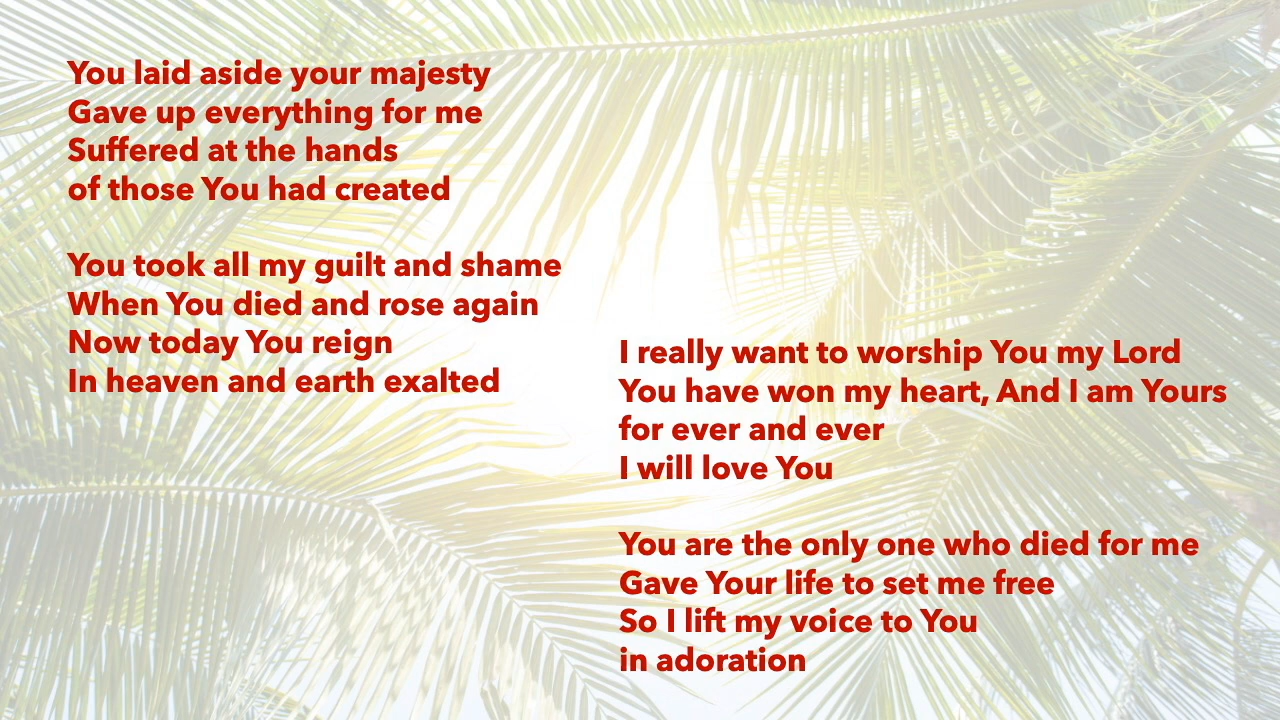 You laid aside your majesty
Gave up everything for me
Suffered at the hands
of those You had created
You took all my guilt and shame
When You died and rose again
Now today You reign
In heaven and earth exalted
I really want to worship You my Lord
You have won my heart, And I am Yours
for ever and ever
I will love You
You are the only one who died for me
Gave Your life to set me free
So I lift my voice to You
in adoration